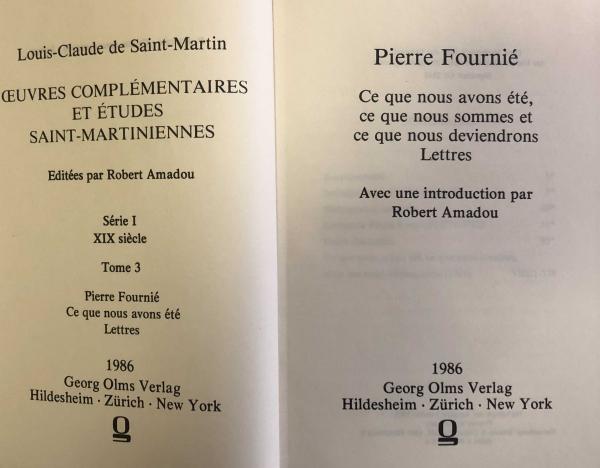 Louis-Claude de Saint-Martin
ŒUVRES COMPLÉMENTAIRES
ET ÉTUDES
SAINT-MARTINIENNES
Editées par Robert Amadou
Série I
XIX siècle
Tome 3
Pierre Fournié
Ce que nous avons été
Lettres
1986
Georg Olms Verlag
Hildesheim · Zürich · New York
Pierre Fournié
Ce que nous avons été,
ce que nous sommes et
ce que nous deviendrons
Lettres
Avec une introduction par
Robert Amadou
1986
Georg Olms Verlag
Hildesheim · Zürich · New York